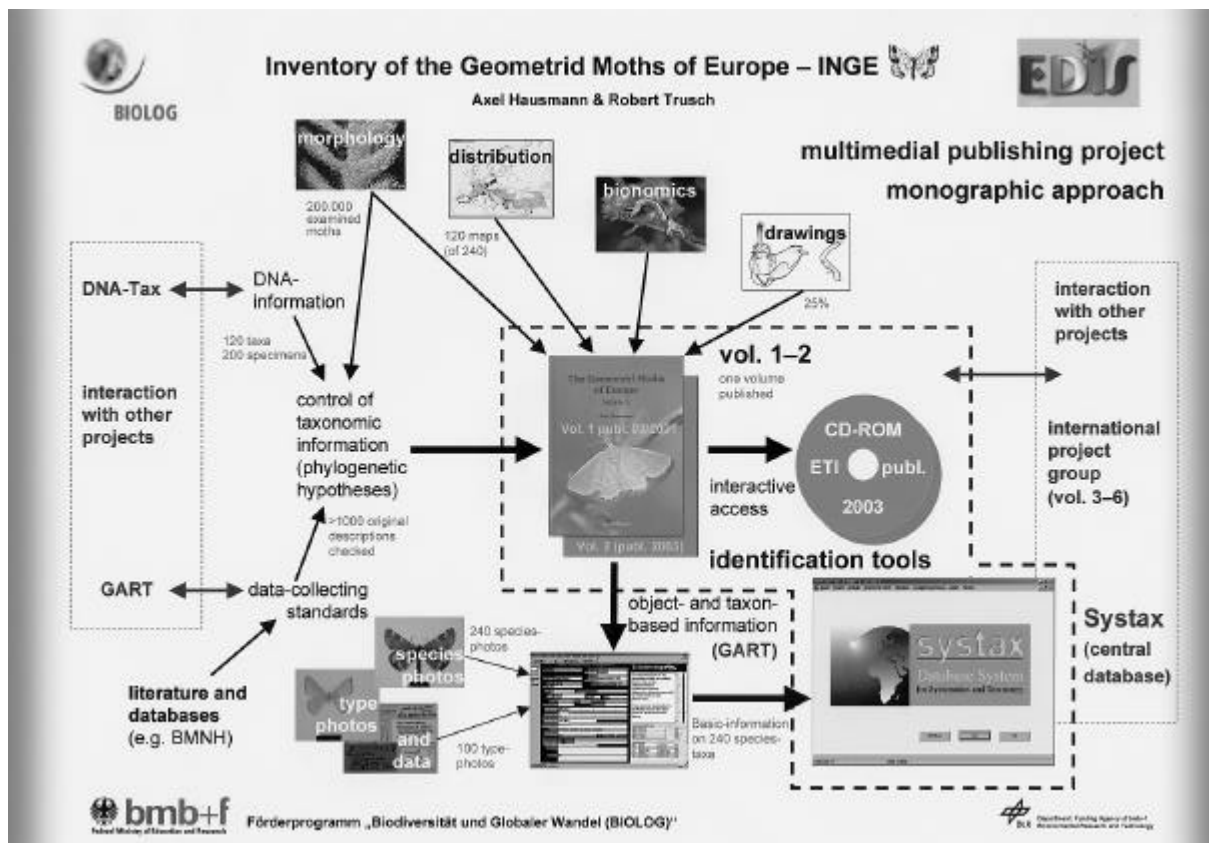 BIOLOG
Inventory of the Geometrid Moths of Europe – INGE
Axel Hausmann & Robert Trusch
EDIS
multimedial publishing project
monographic approach
morphology
200.000
examined
moths
distribution
120 maps
(of 240)
bionomics
drawings
25%
DNA-Tax
DNA-
information
120 taxa
200 specimens
interaction
with other
projects
control of
taxonomic
information
(phylogenetic
hypotheses)
>1000 original
descriptions
checked
GART
data-collecting
standards
literature and
databases
(e.g. BMNH)
The Geometrid Moths
of Europe
Vol. 1 publ. 03/2001
Vol. 2 (publ. 2003)
vol. 1–2
one volume
published
interactive
access
CD-ROM
ETI publ.
2003
identification tools
interaction
with other
projects
international
project
group
(vol. 3–6)
object- and taxon-
based information
(GART)
240 species-
photos
species
photos
type
photos
and
data
100 type-
photos
Basic-information
on 240 species-
taxa
systax
Database System
for Systematics and Taxonomy
Systax
(central
database)
bmb+f
Federal Ministry of Education and Research
Förderprogramm „Biodiversität und Globaler Wandel (BIOLOG)“
DLR